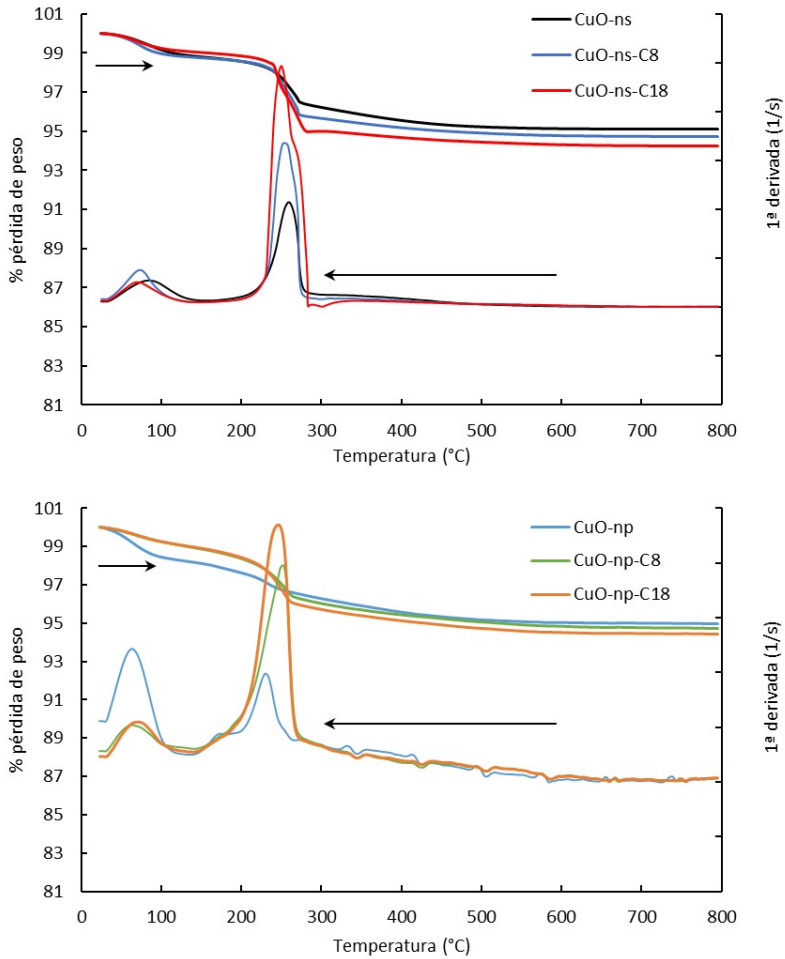 101
99
97
95
93
91
89
87
85
83
81
% pérdida de peso
CuO-ns
CuO-ns-C8
CuO-ns-C18
1ª derivada (1/s)
0 100 200 300 400 500 600 700 800
Temperatura (°C)
101
99
97
95
93
91
89
87
85
83
81
% pérdida de peso
CuO-np
CuO-np-C8
CuO-np-C18
1ª derivada (1/s)
0 100 200 300 400 500 600 700 800
Temperatura (°C)